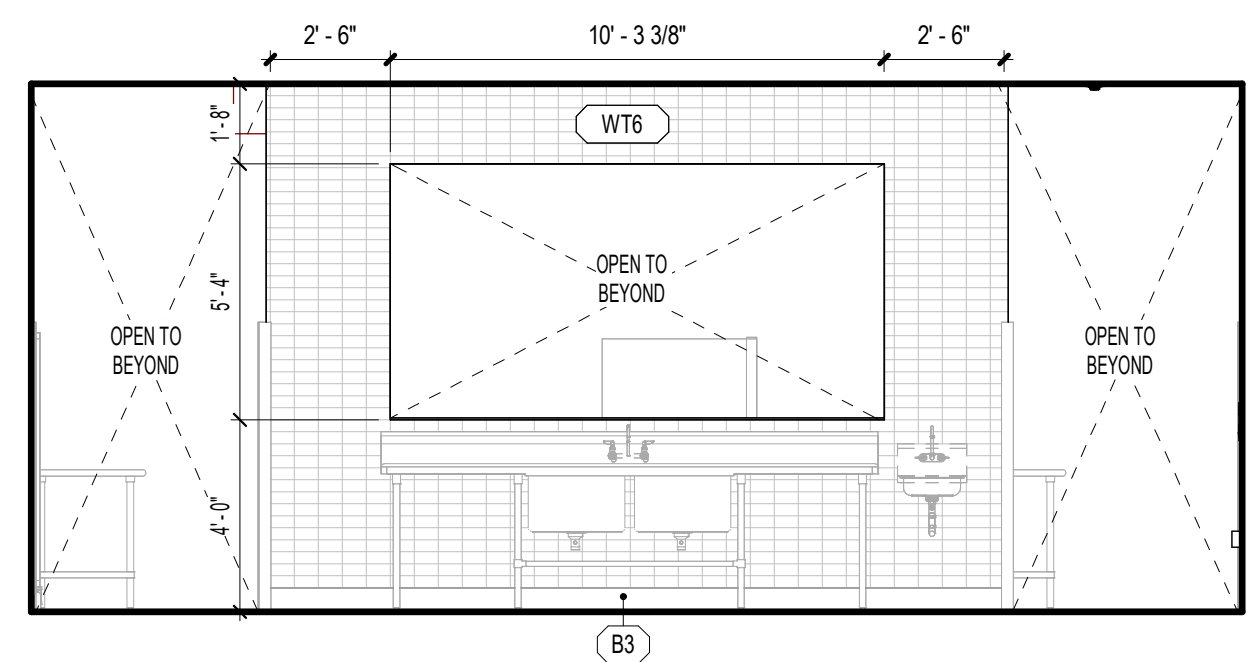 2' - 6"
10' - 3 3/8"
2' - 6"
1' - 8"
WT6
5' - 4"
OPEN TO
BEYOND
OPEN TO
BEYOND
OPEN TO
BEYOND
4' - 0"
B3